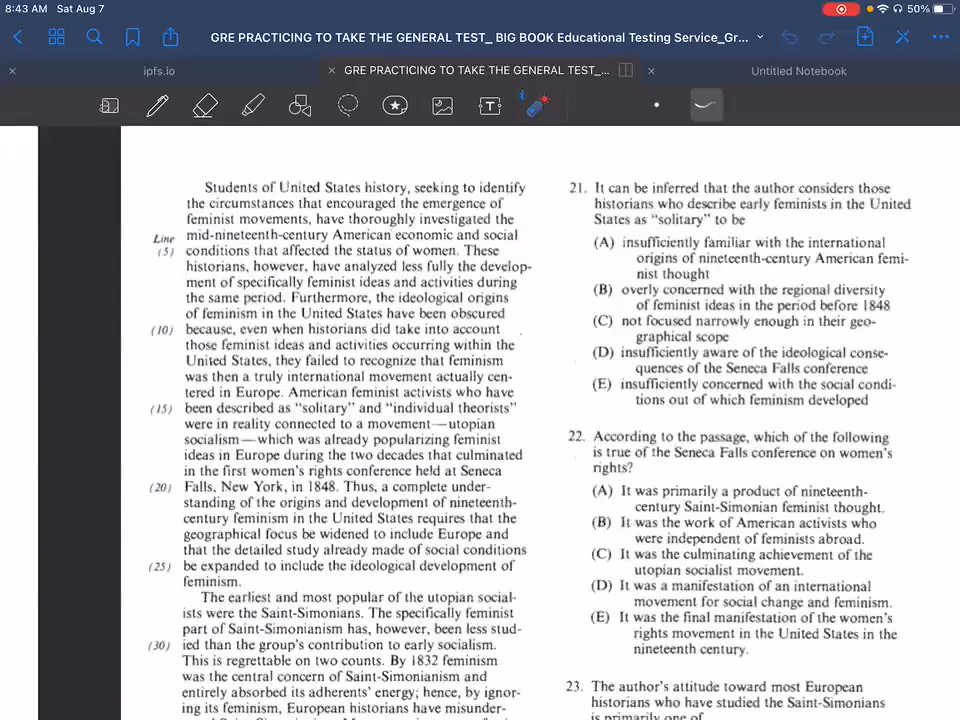 8:43 AM Sat Aug 7
50%
GRE PRACTICING TO TAKE THE GENERAL TEST_ BIG BOOK Educational Testing Service_Gr...
ipfs.io
GRE PRACTICING TO TAKE THE GENERAL TEST_...
Untitled Notebook
Students of United States history, seeking to identify
the circumstances that encouraged the emergence of
feminist movements, have thoroughly investigated the
Line mid-nineteenth-century American economic and social
(5) conditions that affected the status of women. These
historians, however, have analyzed less fully the develop-
ment of specifically feminist ideas and activities during
the same period. Furthermore, the ideological origins
of feminism in the United States have been obscured
(10) because, even when historians did take into account
those feminist ideas and activities occurring within the
United States, they failed to recognize that feminism
was then a truly international movement actually cen-
tered in Europe. American feminist activists who have
(15) been described as "solitary" and "individual theorists"
were in reality connected to a movement—utopian
socialism—which was already popularizing feminist
ideas in Europe during the two decades that culminated
in the first women's rights conference held at Seneca
(20) Falls, New York, in 1848. Thus, a complete under-
standing of the origins and development of nineteenth-
century feminism in the United States requires that the
geographical focus be widened to include Europe and
that the detailed study already made of social conditions
(25) be expanded to include the ideological development of
feminism.
The earliest and most popular of the utopian social-
ists were the Saint-Simonians. The specifically feminist
part of Saint-Simonianism has, however, been less stud-
(30) ied than the group's contribution to early socialism.
This is regrettable on two counts. By 1832 feminism
was the central concern of Saint-Simonianism and
entirely absorbed its adherents' energy; hence, by ignor-
ing its feminism, European historians have misunder-
21. It can be inferred that the author considers those
historians who describe early feminists in the United
States as "solitary" to be
(A) insufficiently familiar with the international
origins of nineteenth-century American femi-
nist thought
(B) overly concerned with the regional diversity
of feminist ideas in the period before 1848
(C) not focused narrowly enough in their geo-
graphical scope
(D) insufficiently aware of the ideological conse-
quences of the Seneca Falls conference
(E) insufficiently concerned with the social condi-
tions out of which feminism developed
22. According to the passage, which of the following
is true of the Seneca Falls conference on women's
rights?
(A) It was primarily a product of nineteenth-
century Saint-Simonian feminist thought.
(B) It was the work of American activists who
were independent of feminists abroad.
(C) It was the culminating achievement of the
utopian socialist movement.
(D) It was a manifestation of an international
movement for social change and feminism.
(E) It was the final manifestation of the women's
rights movement in the United States in the
nineteenth century.
23. The author's attitude toward most European
historians who have studied the Saint-Simonians
is primarily one of